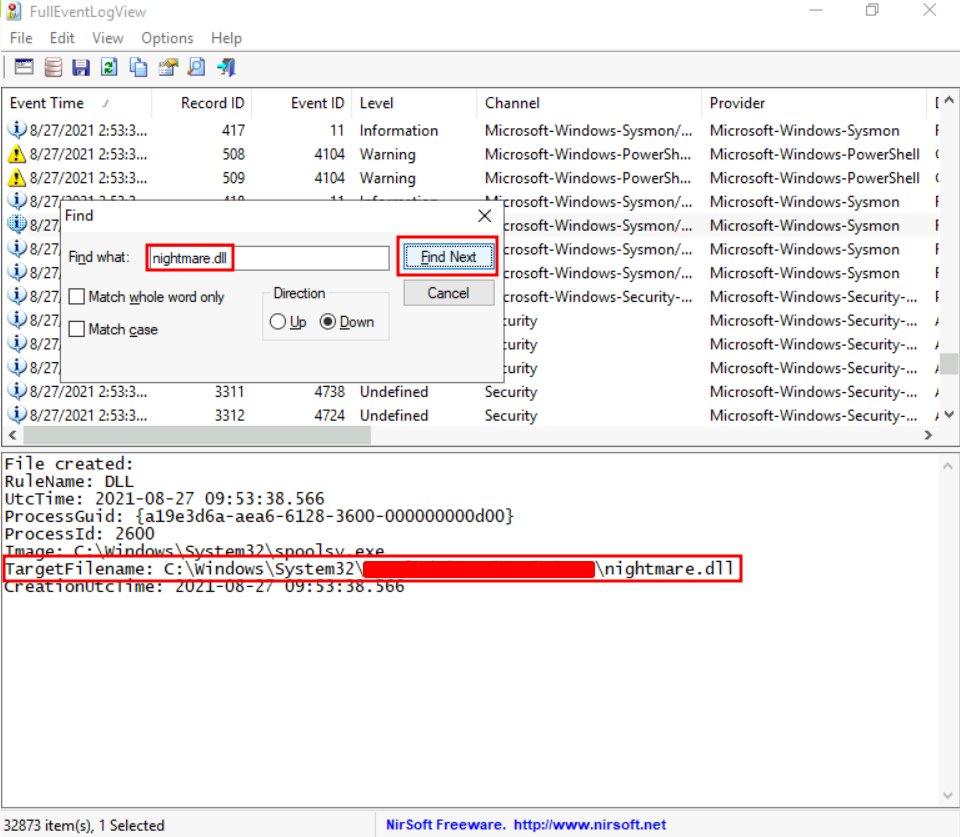 FullEventLogView
File Edit View Options Help
Event Time Record ID Event ID Level Channel Provider
8/27/2021 2:53:3... 417 11 Information Microsoft-Windows-Sysmon/... Microsoft-Windows-Sysmon
8/27/2021 2:53:3... 508 4104 Warning Microsoft-Windows-PowerSh... Microsoft-Windows-PowerShell
8/27/2021 2:53:3... 509 4104 Warning Microsoft-Windows-PowerSh... Microsoft-Windows-PowerShell
8/27/2021 2:53:3... 418 11 Information Microsoft-Windows-Sysmon/... Microsoft-Windows-Sysmon
8/27 crosoft-Windows-Sysmon/... Microsoft-Windows-Sysmon
8/27 crosoft-Windows-Sysmon/... Microsoft-Windows-Sysmon
8/27 crosoft-Windows-Sysmon/... Microsoft-Windows-Sysmon
8/27 crosoft-Windows-Security-... Microsoft-Windows-Security-...
8/27 curity Microsoft-Windows-Security-...
8/27 curity Microsoft-Windows-Security-...
8/27 curity Microsoft-Windows-Security-...
8/27/2021 2:53:3... 3311 4738 Undefined Security Microsoft-Windows-Security-...
8/27/2021 2:53:3... 3312 4724 Undefined Security Microsoft-Windows-Security-...
Find
Find what: nightmare.dll Find Next
Match whole word only Direction Cancel
Match case Up Down
File created:
RuleName: DLL
UtcTime: 2021-08-27 09:53:38.566
ProcessGuid: {a19e3d6a-aea6-6128-3600-000000000d00}
ProcessId: 2600
Image: C:\Windows\System32\spoolsv.exe
TargetFilename: C:\Windows\System32\ \nightmare.dll
CreationUtcTime: 2021-08-27 09:53:38.566
32873 item(s), 1 Selected NirSoft Freeware. http://www.nirsoft.net